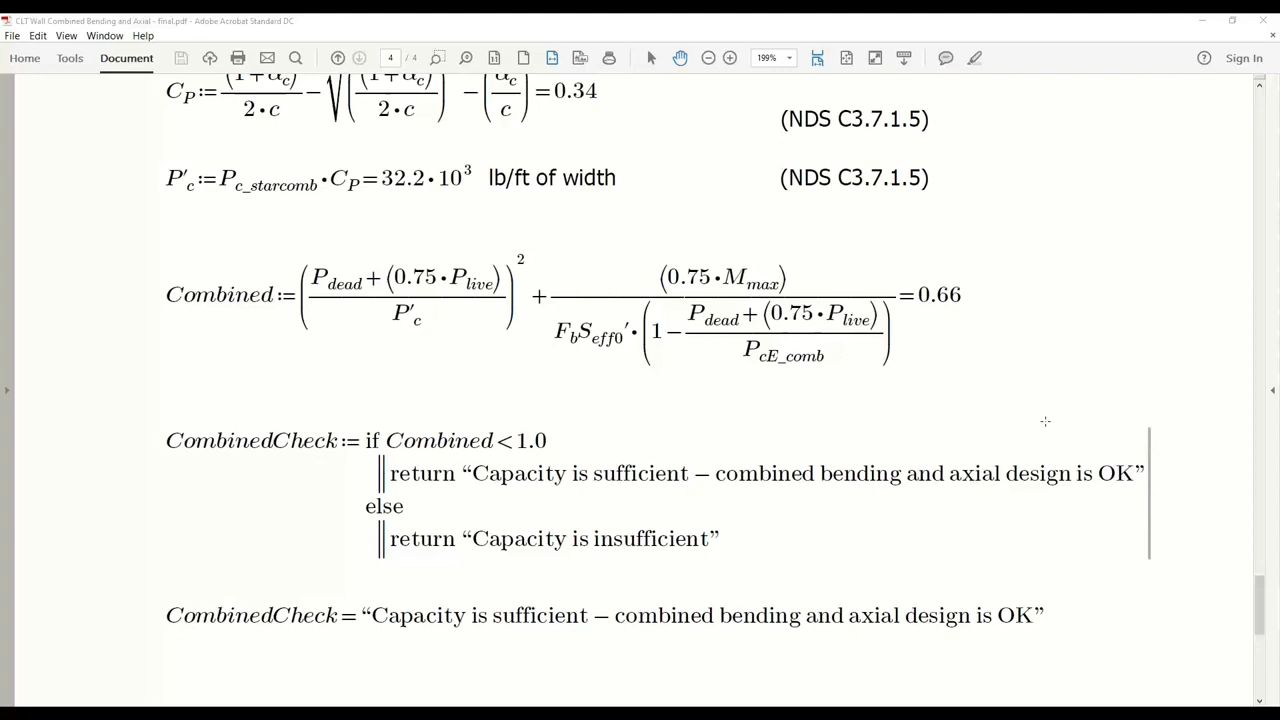 CLT Wall Combined Bending and Axial - final.pdf - Adobe Acrobat Standard DC
File Edit View Window Help
Home Tools Document 4 / 4 199% Sign In
C_P := (1+α_c) / 2•c − √( ((1+α_c) / 2•c) − (α_c / c) ) = 0.34
(NDS C3.7.1.5)
P'_c := P_c_starcomb • C_P = 32.2•10^3 lb/ft of width (NDS C3.7.1.5)
Combined := ( (P_dead + (0.75•P_live)) / P'_c )^2 + (0.75•M_max) / ( F_bS_eff0'•(1 − (P_dead + (0.75•P_live)) / P_cE_comb) ) = 0.66
CombinedCheck := if Combined < 1.0
return “Capacity is sufficient – combined bending and axial design is OK”
else
return “Capacity is insufficient”
CombinedCheck = “Capacity is sufficient – combined bending and axial design is OK”